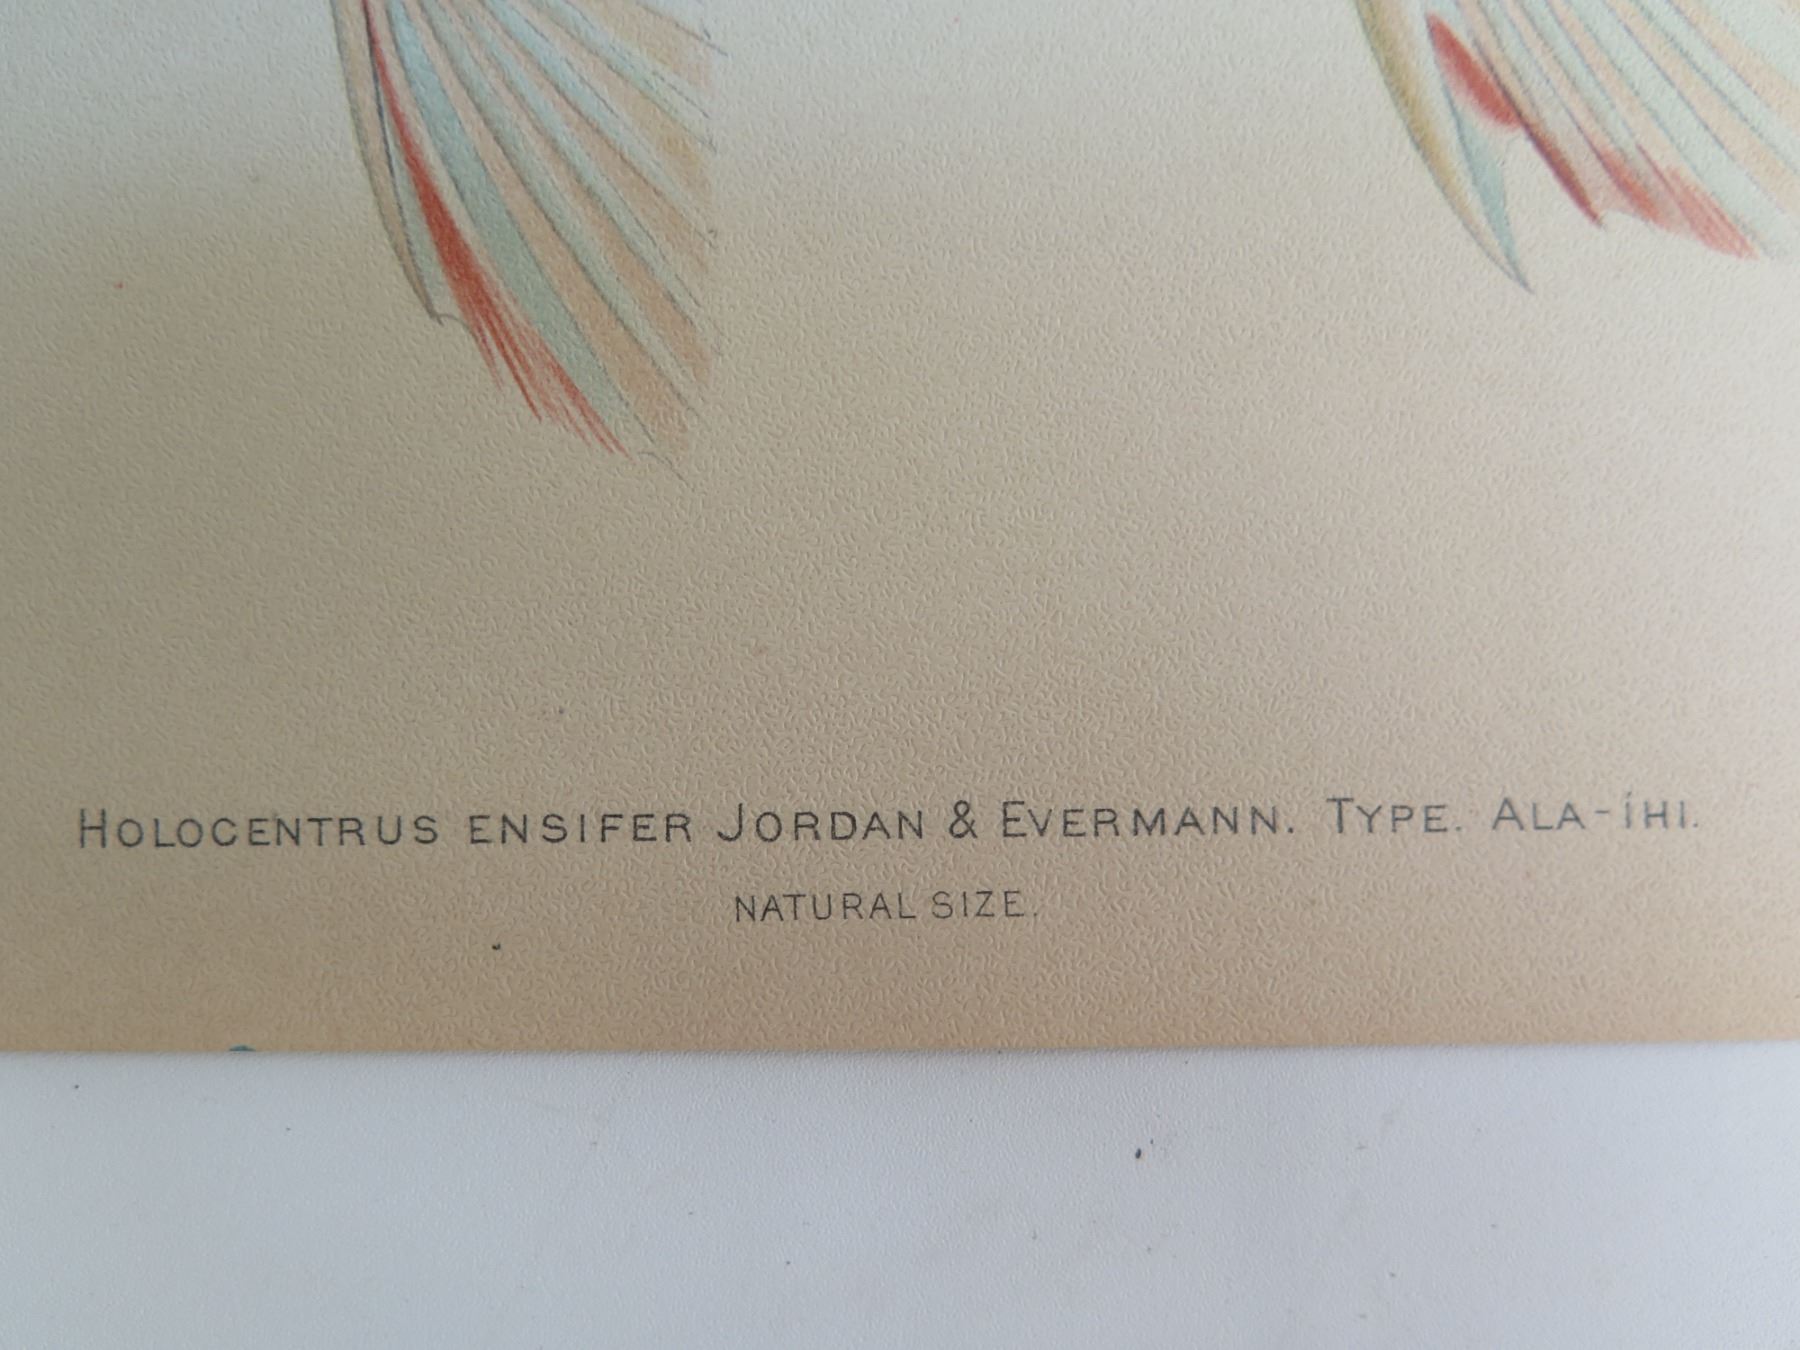 HOLOCENTRUS ENSIFER JORDAN & EVERMANN. TYPE. ALA-ÍHI.
NATURAL SIZE.